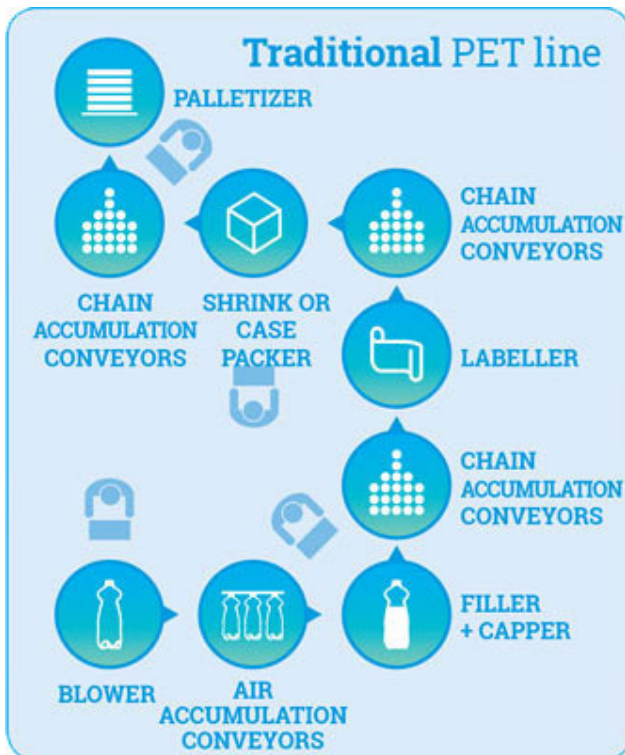 Traditional PET line
PALLETIZER
CHAIN
ACCUMULATION
CONVEYORS
SHRINK OR
CASE
PACKER
CHAIN
ACCUMULATION
CONVEYORS
LABELLER
CHAIN
ACCUMULATION
CONVEYORS
BLOWER
AIR
ACCUMULATION
CONVEYORS
FILLER
+ CAPPER